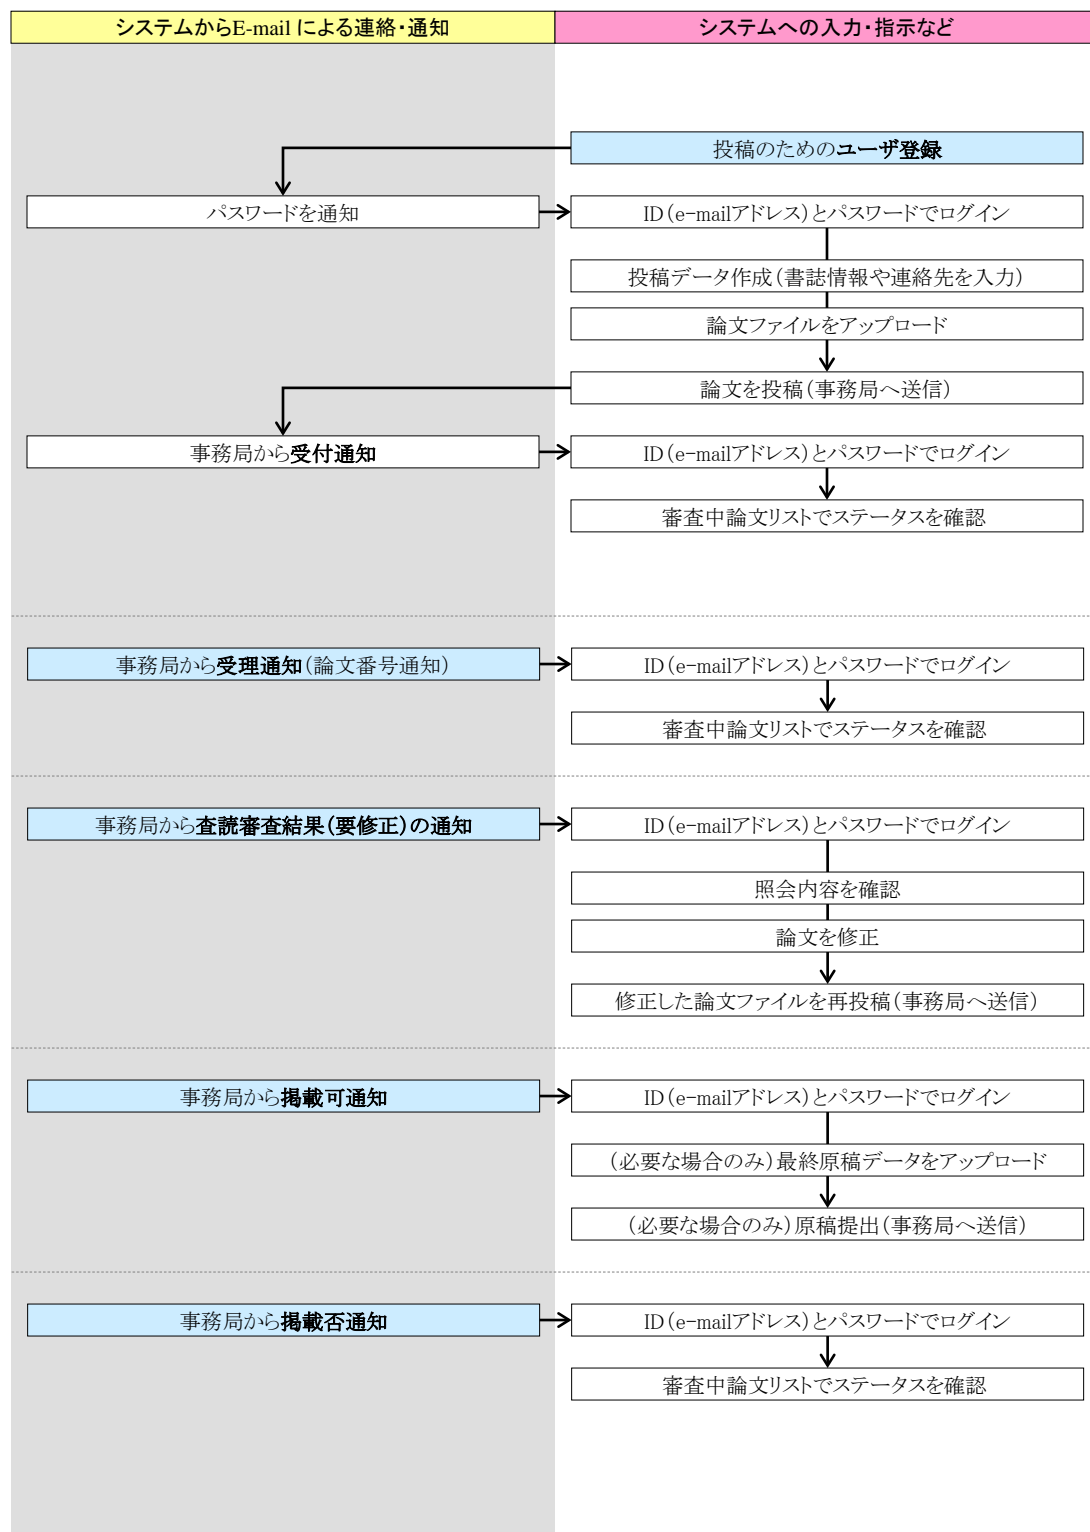 システムからE-mail による連絡・通知
システムへの入力・指示など
投稿のためのユーザ登録
パスワードを通知
ID(e-mailアドレス)とパスワードでログイン
投稿データ作成(書誌情報や連絡先を入力)
論文ファイルをアップロード
論文を投稿(事務局へ送信)
事務局から受付通知
ID(e-mailアドレス)とパスワードでログイン
審査中論文リストでステータスを確認
事務局から受理通知(論文番号通知)
ID(e-mailアドレス)とパスワードでログイン
審査中論文リストでステータスを確認
事務局から査読審査結果(要修正)の通知
ID(e-mailアドレス)とパスワードでログイン
照会内容を確認
論文を修正
修正した論文ファイルを再投稿(事務局へ送信)
事務局から掲載可通知
ID(e-mailアドレス)とパスワードでログイン
(必要な場合のみ)最終原稿データをアップロード
(必要な場合のみ)原稿提出(事務局へ送信)
事務局から掲載否通知
ID(e-mailアドレス)とパスワードでログイン
審査中論文リストでステータスを確認